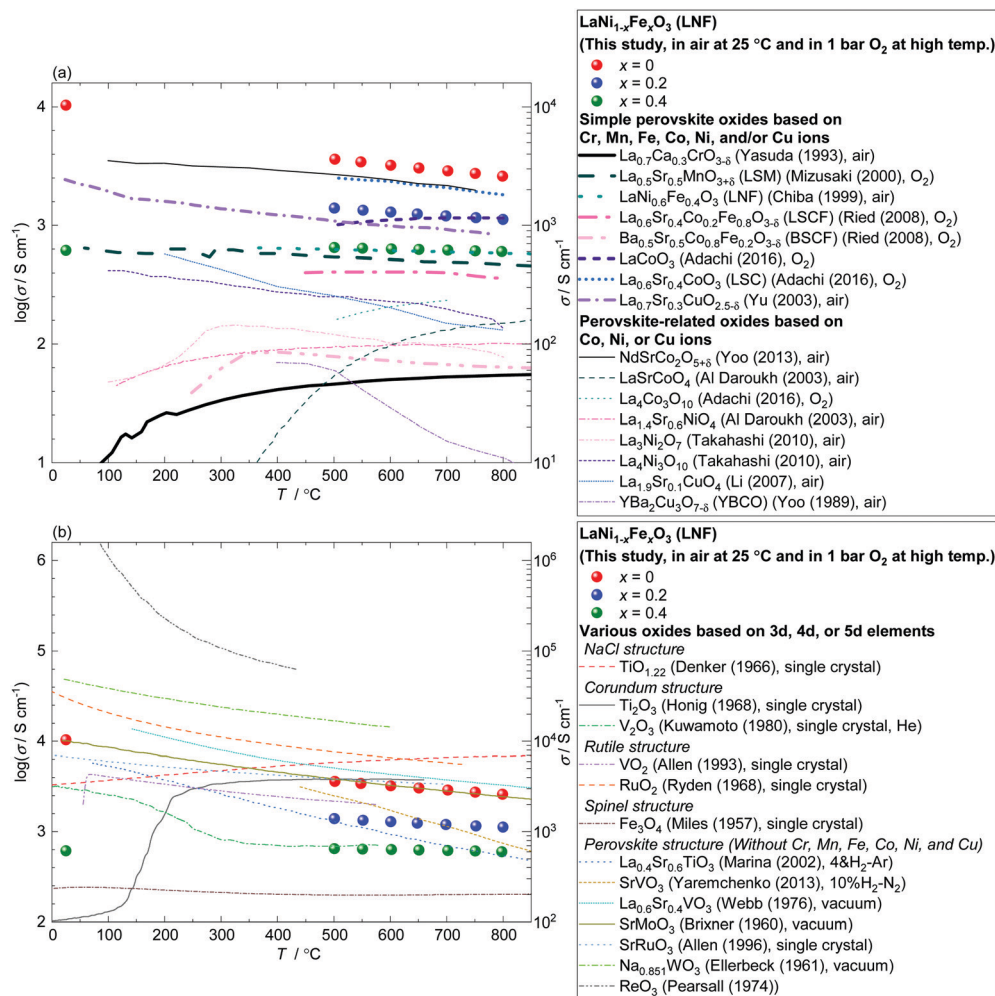 (a)
4
3
2
1
log(σ/ S cm⁻¹)
10⁴
10³
10²
10¹
σ/ S cm⁻¹
0 100 200 300 400 500 600 700 800
T / °C
LaNi₁₋ₓFeₓO₃ (LNF)
(This study, in air at 25 °C and in 1 bar O₂ at high temp.)
x = 0
x = 0.2
x = 0.4
Simple perovskite oxides based on
Cr, Mn, Fe, Co, Ni, and/or Cu ions
La₀.₇Ca₀.₃CrO₃₋δ (Yasuda (1993), air)
La₀.₅Sr₀.₅MnO₃₊δ (LSM) (Mizusaki (2000), O₂)
LaNi₀.₆Fe₀.₄O₃ (LNF) (Chiba (1999), air)
La₀.₆Sr₀.₄Co₀.₂Fe₀.₈O₃₋δ (LSCF) (Ried (2008), O₂)
Ba₀.₅Sr₀.₅Co₀.₈Fe₀.₂O₃₋δ (BSCF) (Ried (2008), O₂)
LaCoO₃ (Adachi (2016), O₂)
La₀.₆Sr₀.₄CoO₃ (LSC) (Adachi (2016), O₂)
La₀.₇Sr₀.₃CuO₂.₅₋δ (Yu (2003), air)
Perovskite-related oxides based on
Co, Ni, or Cu ions
NdSrCo₂O₅₊δ (Yoo (2013), air)
LaSrCoO₄ (Al Daroukh (2003), air)
La₄Co₃O₁₀ (Adachi (2016), O₂)
La₁.₄Sr₀.₆NiO₄ (Al Daroukh (2003), air)
La₃Ni₂O₇ (Takahashi (2010), air)
La₄Ni₃O₁₀ (Takahashi (2010), air)
La₁.₉Sr₀.₁CuO₄ (Li (2007), air)
YBa₂Cu₃O₇₋δ (YBCO) (Yoo (1989), air)
(b)
6
5
4
3
2
log(σ/ S cm⁻¹)
10⁶
10⁵
10⁴
10³
10²
σ/ S cm⁻¹
0 100 200 300 400 500 600 700 800
T / °C
LaNi₁₋ₓFeₓO₃ (LNF)
(This study, in air at 25 °C and in 1 bar O₂ at high temp.)
x = 0
x = 0.2
x = 0.4
Various oxides based on 3d, 4d, or 5d elements
NaCl structure
TiO₁.₂₂ (Denker (1966), single crystal)
Corundum structure
Ti₂O₃ (Honig (1968), single crystal)
V₂O₃ (Kuwamoto (1980), single crystal, He)
Rutile structure
VO₂ (Allen (1993), single crystal)
RuO₂ (Ryden (1968), single crystal)
Spinel structure
Fe₃O₄ (Miles (1957), single crystal)
Perovskite structure (Without Cr, Mn, Fe, Co, Ni, and Cu)
La₀.₄Sr₀.₆TiO₃ (Marina (2002), 4&H₂-Ar)
SrVO₃ (Yaremchenko (2013), 10%H₂-N₂)
La₀.₆Sr₀.₄VO₃ (Webb (1976), vacuum)
SrMoO₃ (Brixner (1960), vacuum)
SrRuO₃ (Allen (1996), single crystal)
Na₀.₈₅₁WO₃ (Ellerbeck (1961), vacuum)
ReO₃ (Pearsall (1974))